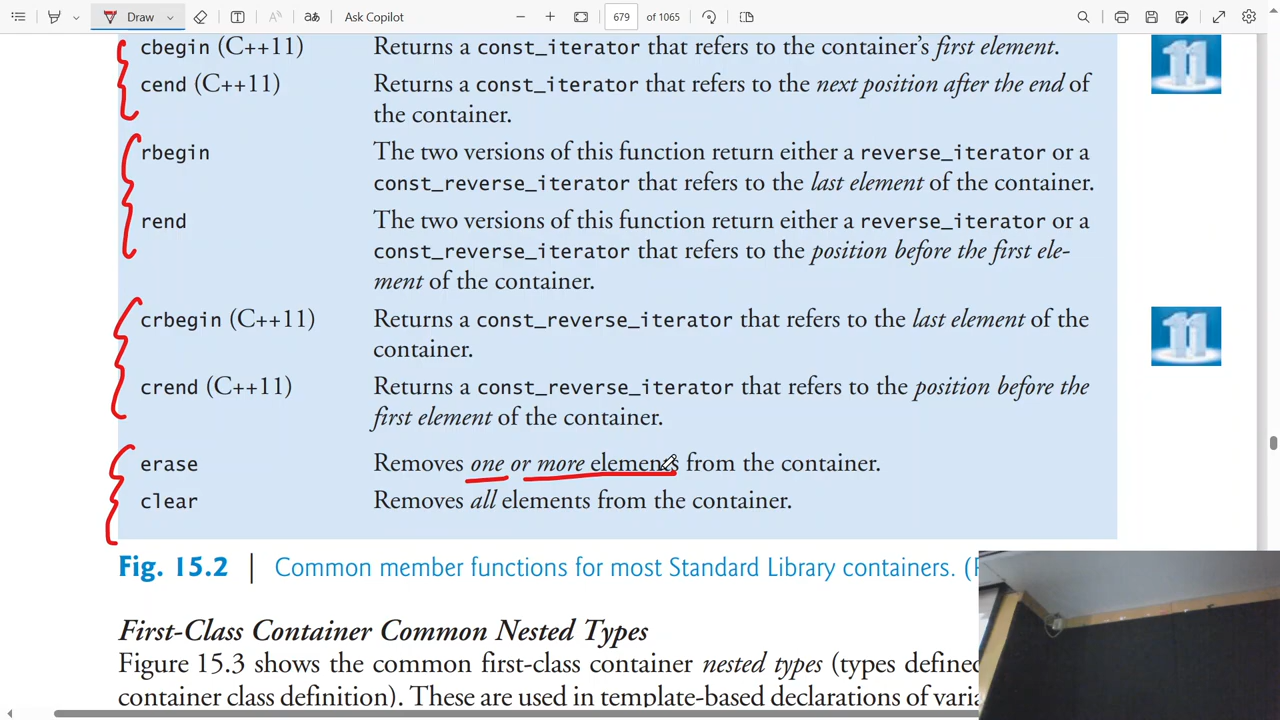 Draw
Ask Copilot
679 of 1065
cbegin (C++11) Returns a const_iterator that refers to the container's first element.
cend (C++11) Returns a const_iterator that refers to the next position after the end of
the container.
rbegin The two versions of this function return either a reverse_iterator or a
const_reverse_iterator that refers to the last element of the container.
rend The two versions of this function return either a reverse_iterator or a
const_reverse_iterator that refers to the position before the first ele-
ment of the container.
crbegin (C++11) Returns a const_reverse_iterator that refers to the last element of the
container.
crend (C++11) Returns a const_reverse_iterator that refers to the position before the
first element of the container.
erase Removes one or more elements from the container.
clear Removes all elements from the container.
11
11
Fig. 15.2 | Common member functions for most Standard Library containers. (
First-Class Container Common Nested Types
Figure 15.3 shows the common first-class container nested types (types defined
container class definition). These are used in template-based declarations of